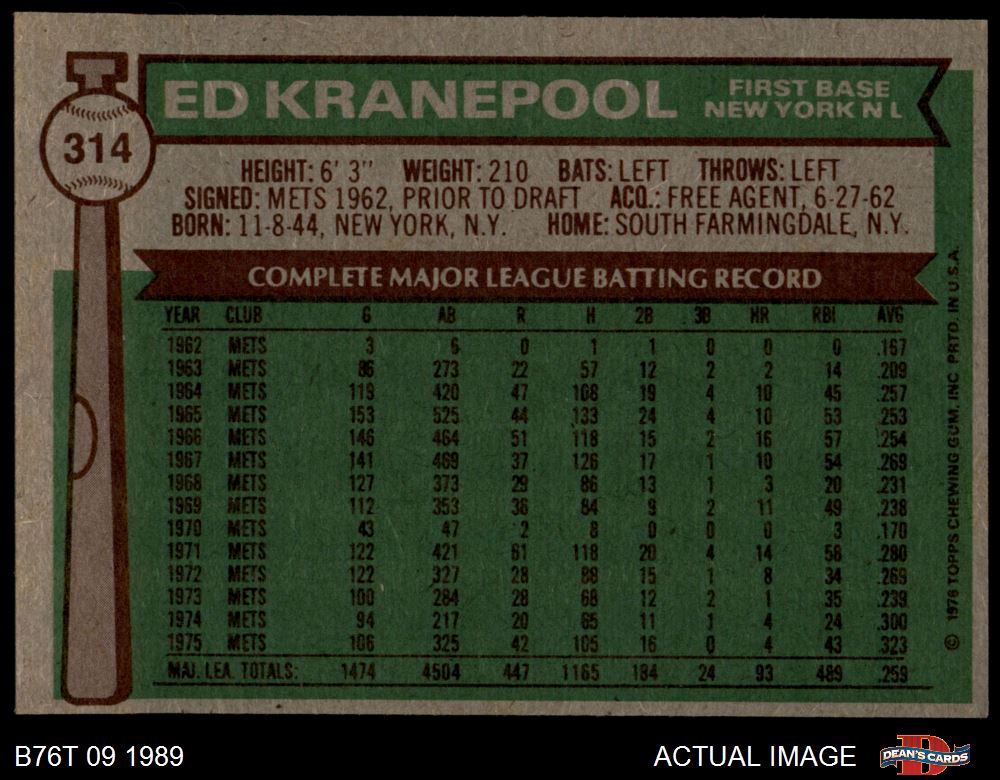 314
ED KRANEPOOL
FIRST BASE
NEW YORK N L
HEIGHT: 6' 3" WEIGHT: 210 BATS: LEFT THROWS: LEFT
SIGNED: METS 1962, PRIOR TO DRAFT ACQ.: FREE AGENT, 6-27-62
BORN: 11-8-44, NEW YORK, N.Y. HOME: SOUTH FARMINGDALE, N.Y.
COMPLETE MAJOR LEAGUE BATTING RECORD
YEAR CLUB G AB R H 2B 3B HR RBI AVG
1962 METS 3 6 0 1 1 0 0 0 .167
1963 METS 86 273 22 57 12 2 2 14 .209
1964 METS 119 420 47 108 19 4 10 45 .257
1965 METS 153 525 44 133 24 4 10 53 .253
1966 METS 146 464 51 118 15 2 16 57 .254
1967 METS 141 469 37 126 17 1 10 54 .269
1968 METS 127 373 29 86 13 1 3 20 .231
1969 METS 112 353 36 84 9 2 11 49 .238
1970 METS 43 47 2 8 0 0 0 3 .170
1971 METS 122 421 61 118 20 4 14 58 .280
1972 METS 122 327 28 88 15 1 8 34 .269
1973 METS 100 284 28 68 12 2 1 35 .239
1974 METS 94 217 20 65 11 1 4 24 .300
1975 METS 106 325 42 105 16 0 4 43 .323
MAJ. LEA. TOTALS: 1474 4504 447 1165 184 24 93 489 .259
© 1976 TOPPS CHEWING GUM, INC PRTD. IN U.S.A.
B76T 09 1989
ACTUAL IMAGE
D
DEAN'S CARDS